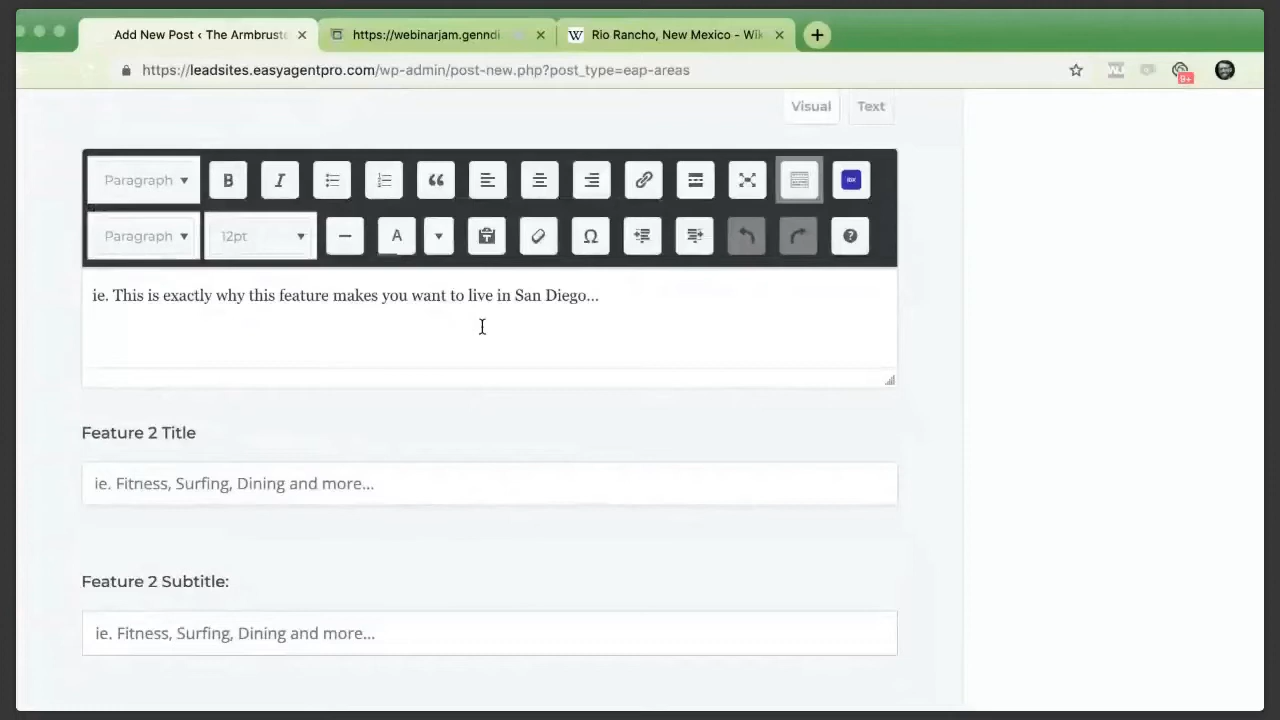 Add New Post ‹ The Armbrust
https://webinarjam.genndi
Rio Rancho, New Mexico - Wik
https://leadsites.easyagentpro.com/wp-admin/post-new.php?post_type=eap-areas
9+
Visual Text
Paragraph B I
Paragraph 12pt A Ω
ie. This is exactly why this feature makes you want to live in San Diego...
Feature 2 Title
ie. Fitness, Surfing, Dining and more...
Feature 2 Subtitle:
ie. Fitness, Surfing, Dining and more...